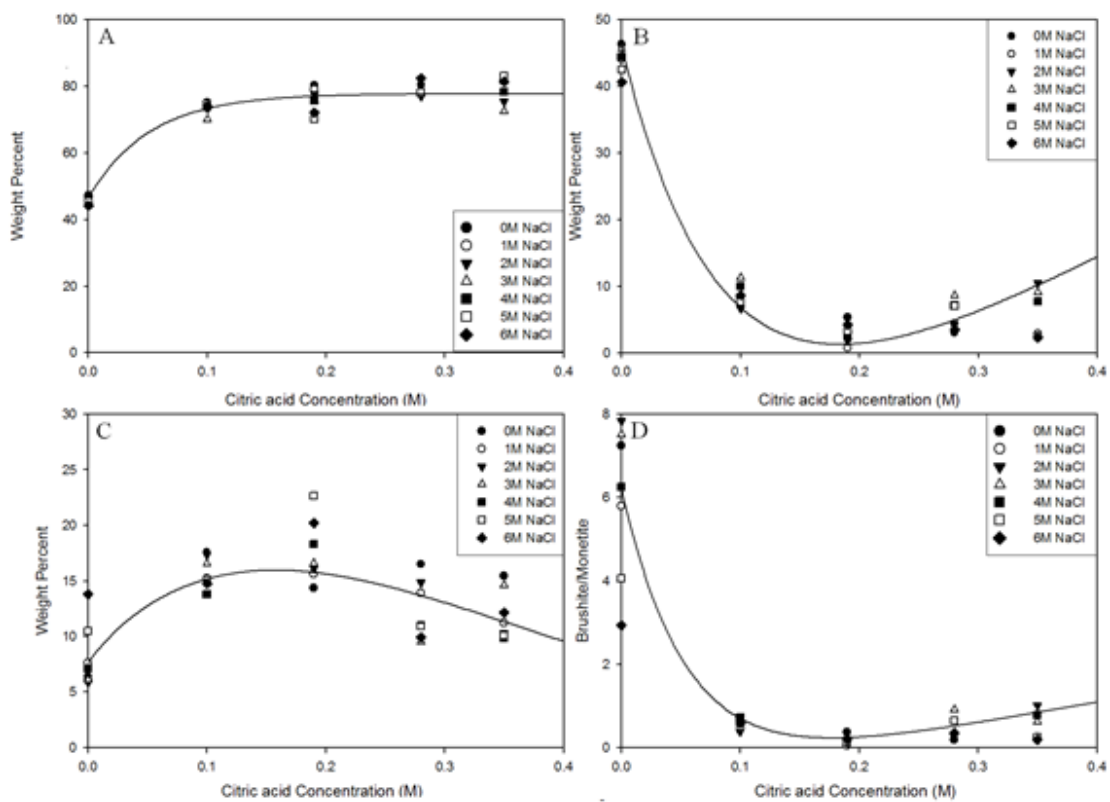 A
Weight Percent
100
80
60
40
20
0
0M NaCl
1M NaCl
2M NaCl
3M NaCl
4M NaCl
5M NaCl
6M NaCl
0.0 0.1 0.2 0.3 0.4
Citric acid Concentration (M)
B
Weight Percent
50
40
30
20
10
0
0M NaCl
1M NaCl
2M NaCl
3M NaCl
4M NaCl
5M NaCl
6M NaCl
0.0 0.1 0.2 0.3 0.4
Citric acid Concentration (M)
C
Weight Percent
30
25
20
15
10
5
0
0M NaCl
1M NaCl
2M NaCl
3M NaCl
4M NaCl
5M NaCl
6M NaCl
0.0 0.1 0.2 0.3 0.4
Citric acid Concentration (M)
D
Brushite/Monetite
8
6
4
2
0
0M NaCl
1M NaCl
2M NaCl
3M NaCl
4M NaCl
5M NaCl
6M NaCl
0.0 0.1 0.2 0.3 0.4
Citric acid Concentration (M)